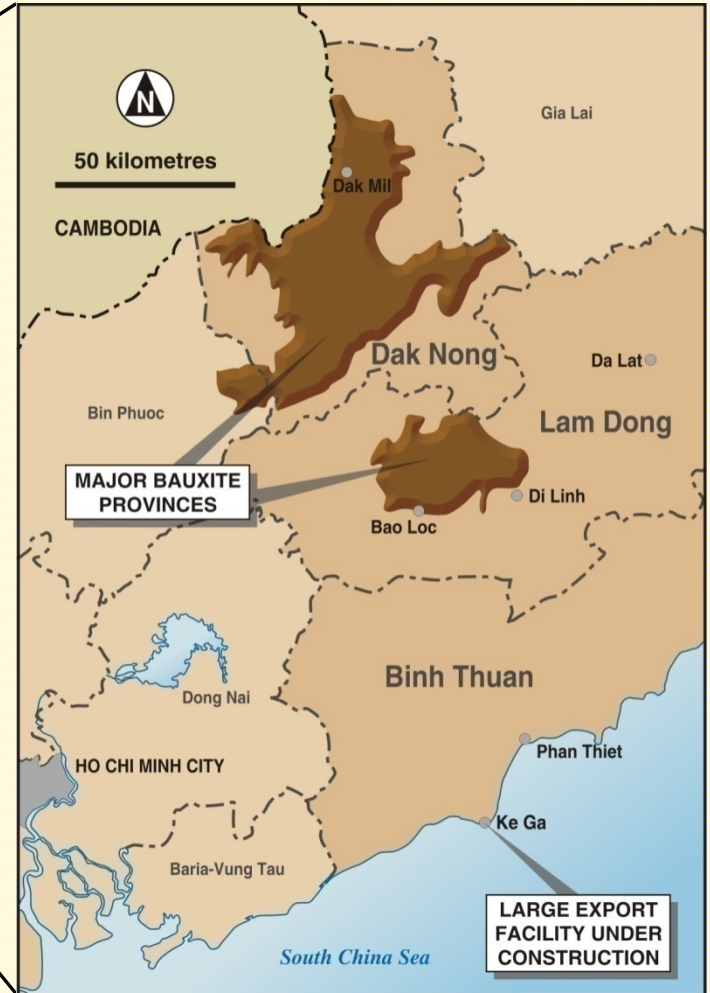 N
Gia Lai
50 kilometres
Dak Mil
CAMBODIA
Dak Nong
Da Lat
Bin Phuoc
Lam Dong
MAJOR BAUXITE
PROVINCES
Di Linh
Bao Loc
Binh Thuan
Dong Nai
Phan Thiet
HO CHI MINH CITY
Ke Ga
Baria-Vung Tau
LARGE EXPORT
FACILITY UNDER
CONSTRUCTION
South China Sea